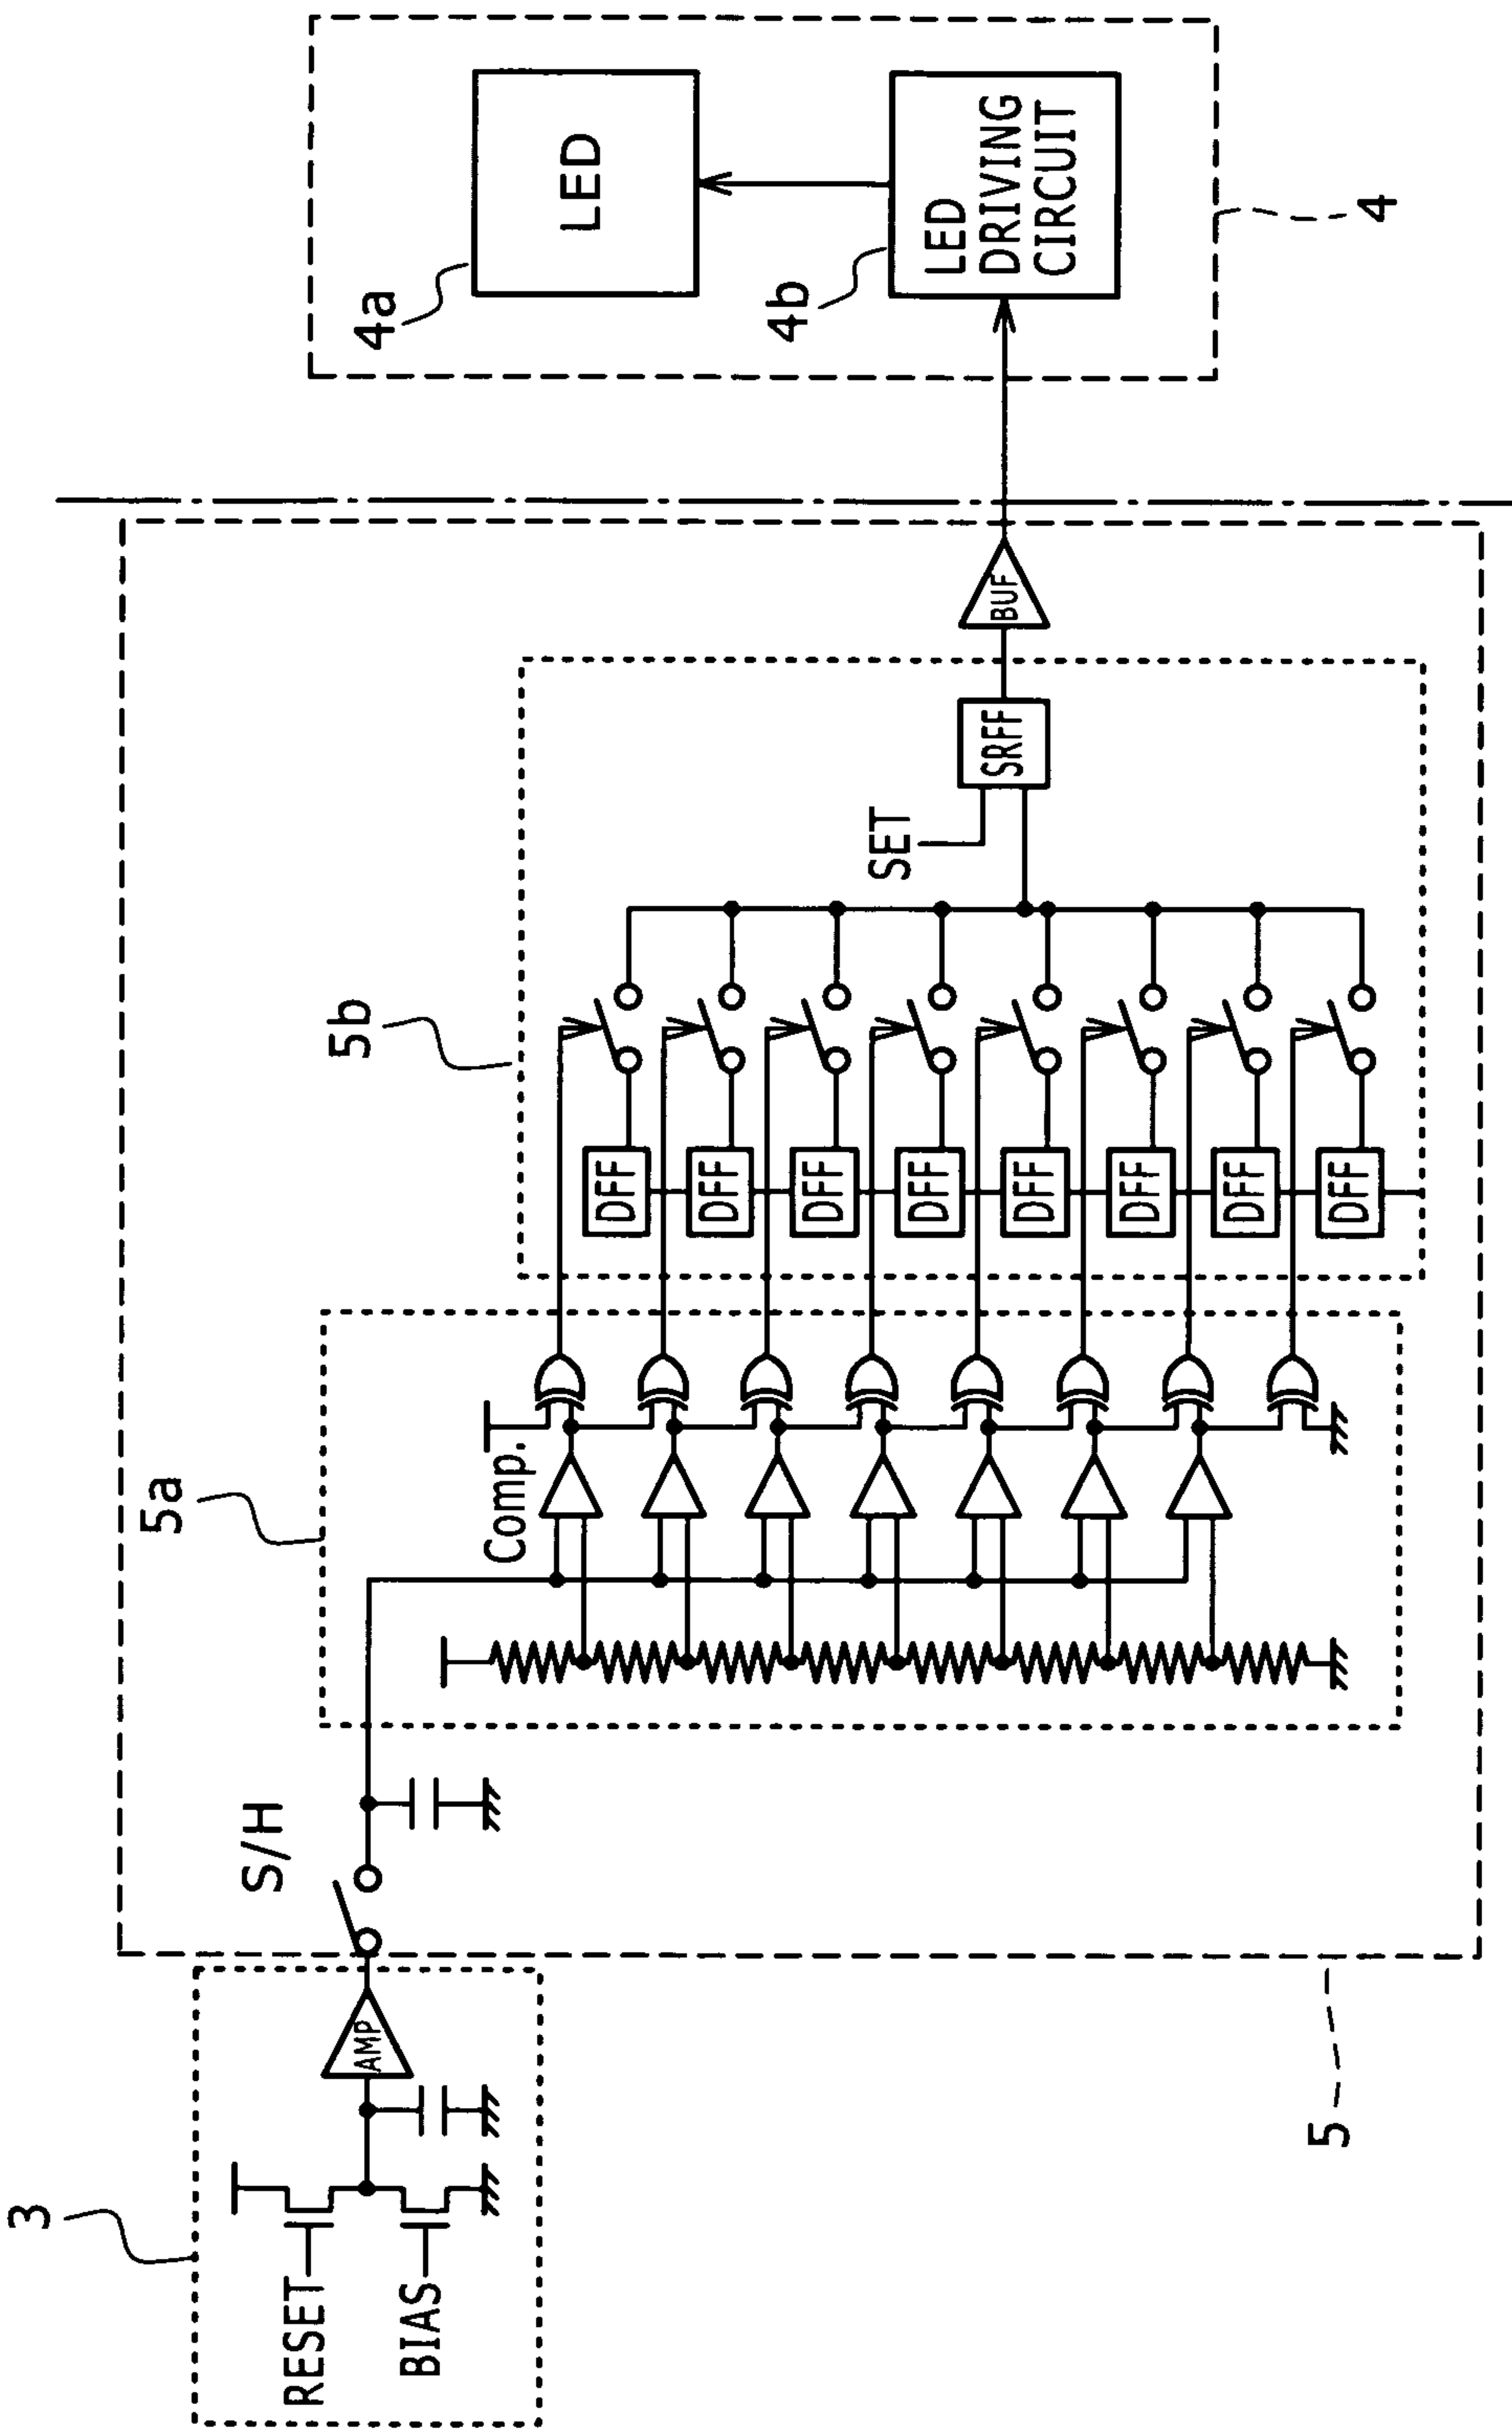 3
RESET
BIAS
AMP
S/H
5
5a
Comp.
5b
DFF
DFF
DFF
DFF
DFF
DFF
DFF
DFF
SET
SRFF
BUF
4a
LED
4b
LED
DRIVING
CIRCUIT
4